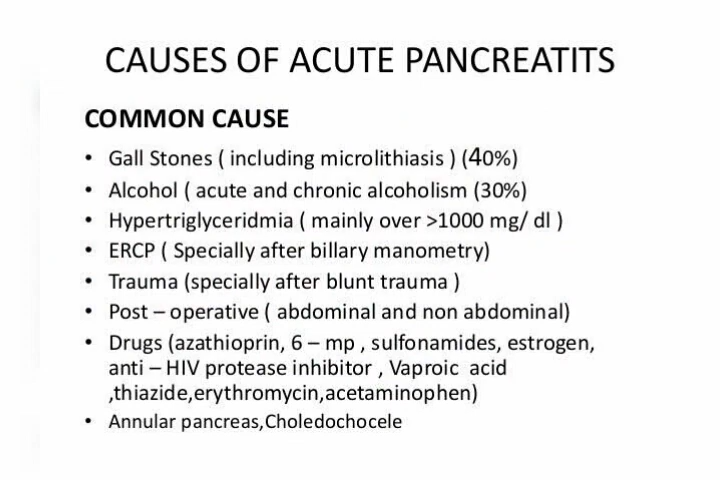 CAUSES OF ACUTE PANCREATITS
COMMON CAUSE
• Gall Stones ( including microlithiasis ) (40%)
• Alcohol ( acute and chronic alcoholism (30%)
• Hypertriglyceridmia ( mainly over >1000 mg/ dl )
• ERCP ( Specially after billary manometry)
• Trauma (specially after blunt trauma )
• Post – operative ( abdominal and non abdominal)
• Drugs (azathioprin, 6 – mp , sulfonamides, estrogen,
anti – HIV protease inhibitor , Vaproic acid
,thiazide,erythromycin,acetaminophen)
• Annular pancreas,Choledochocele